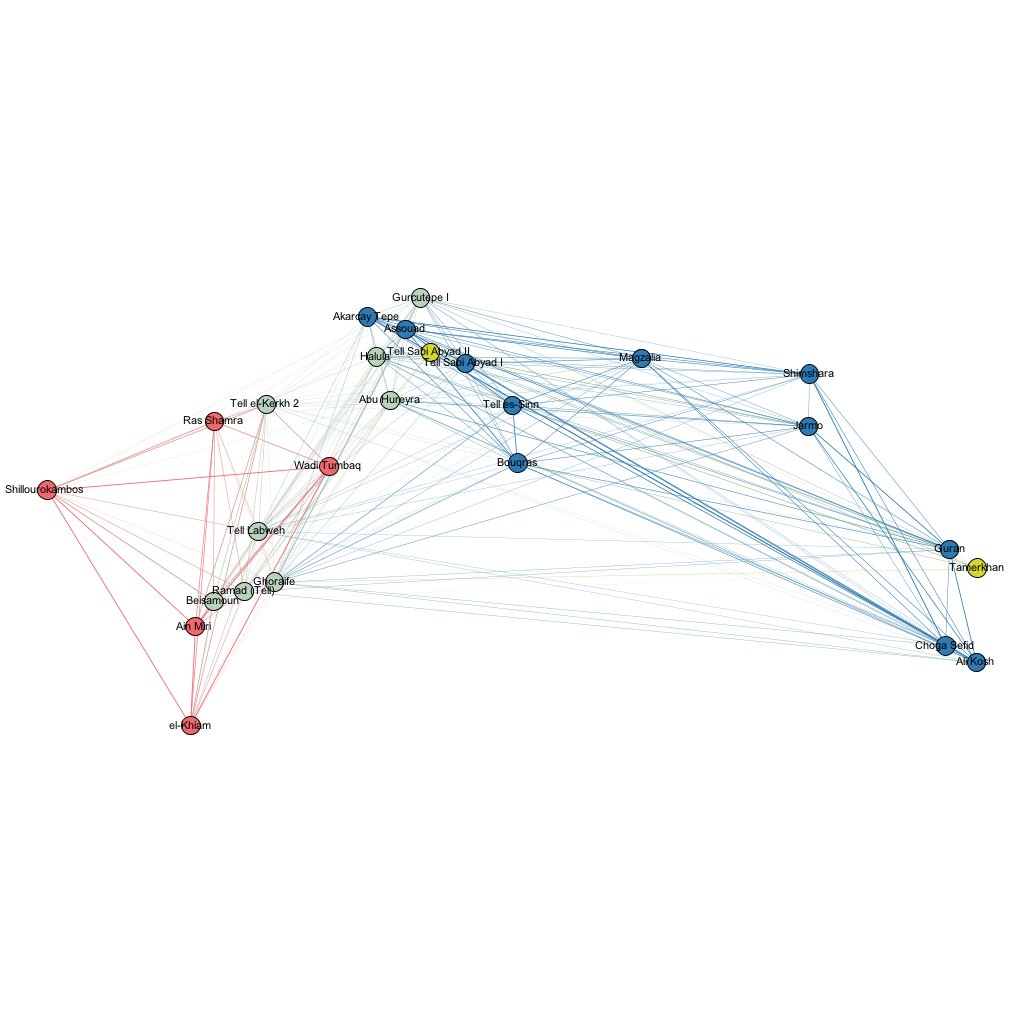 Gurcutepe I
Akarcay Tepe
Assouad
Tell Sabi Abyad II
Halula
Tell Sabi Abyad I
Magzalia
Shimshara
Abu Hureyra
Tell el-Kerkh 2
Tell es-Sinn
Ras Shamra
Jarmo
Bouqras
Wadi Tumbaq
Shillourokambos
Tell Labweh
Guran
Tamerkhan
Ghoraife
Ramad (Tell)
Beisamoun
Ain Miri
Choga Sefid
Ali Kosh
el-Khiam